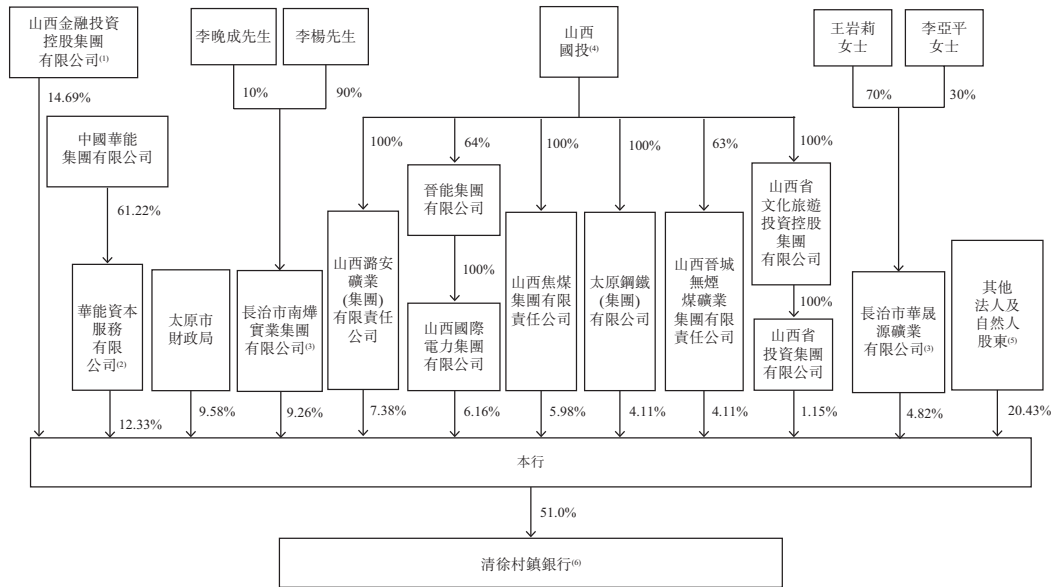 山西金融投資
控股集團
有限公司(1)
李晚成先生
李楊先生
山西
國投(4)
王岩莉
女士
李亞平
女士
14.69%
10%
90%
70%
30%
中國華能
集團有限公司
61.22%
100%
64%
100%
100%
63%
100%
晉能集團
有限公司
山西省
文化旅遊
投資控股
集團
有限公司
100%
100%
華能資本
服務
有限
公司(2)
太原市
財政局
長治市南燁
實業集團
有限公司(3)
山西潞安
礦業
(集團)
有限責任
公司
山西國際
電力集團
有限公司
山西焦煤
集團有限
責任公司
太原鋼鐵
(集團)
有限公司
山西晉城
無煙
煤礦業
集團有限
責任公司
山西省
投資集團
有限公司
長治市華晟
源礦業
有限公司(3)
其他
法人及
自然人
股東(5)
12.33%
9.58%
9.26%
7.38%
6.16%
5.98%
4.11%
4.11%
1.15%
4.82%
20.43%
本行
51.0%
清徐村鎮銀行(6)